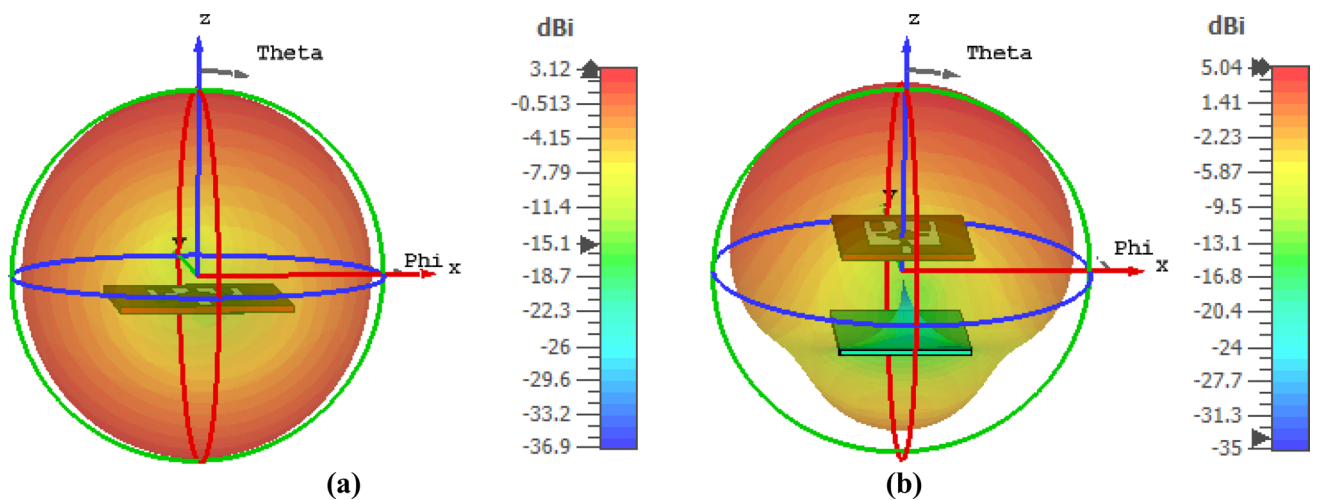 z
Theta
y
Phi
x
dBi
3.12
-0.513
-4.15
-7.79
-11.4
-15.1
-18.7
-22.3
-26
-29.6
-33.2
-36.9
(a)
z
Theta
y
Phi
x
dBi
5.04
1.41
-2.23
-5.87
-9.5
-13.1
-16.8
-20.4
-24
-27.7
-31.3
-35
(b)